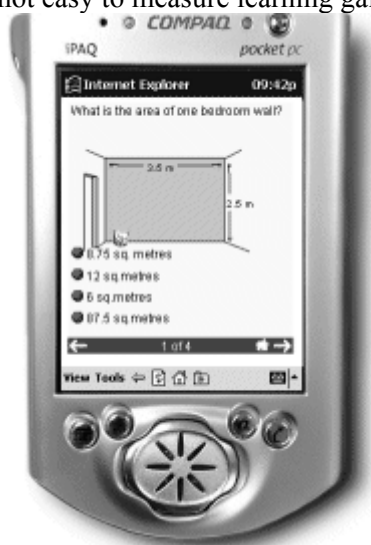 not easy to measure learning gai
COMPAQ
iPAQ pocket pc
Internet Explorer 09:42p
What is the area of one bedroom wall?
3.5 m
2.5 m
8.75 sq. metres
12 sq.metres
6 sq.metres
87.5 sq.metres
1 of 4
View Tools